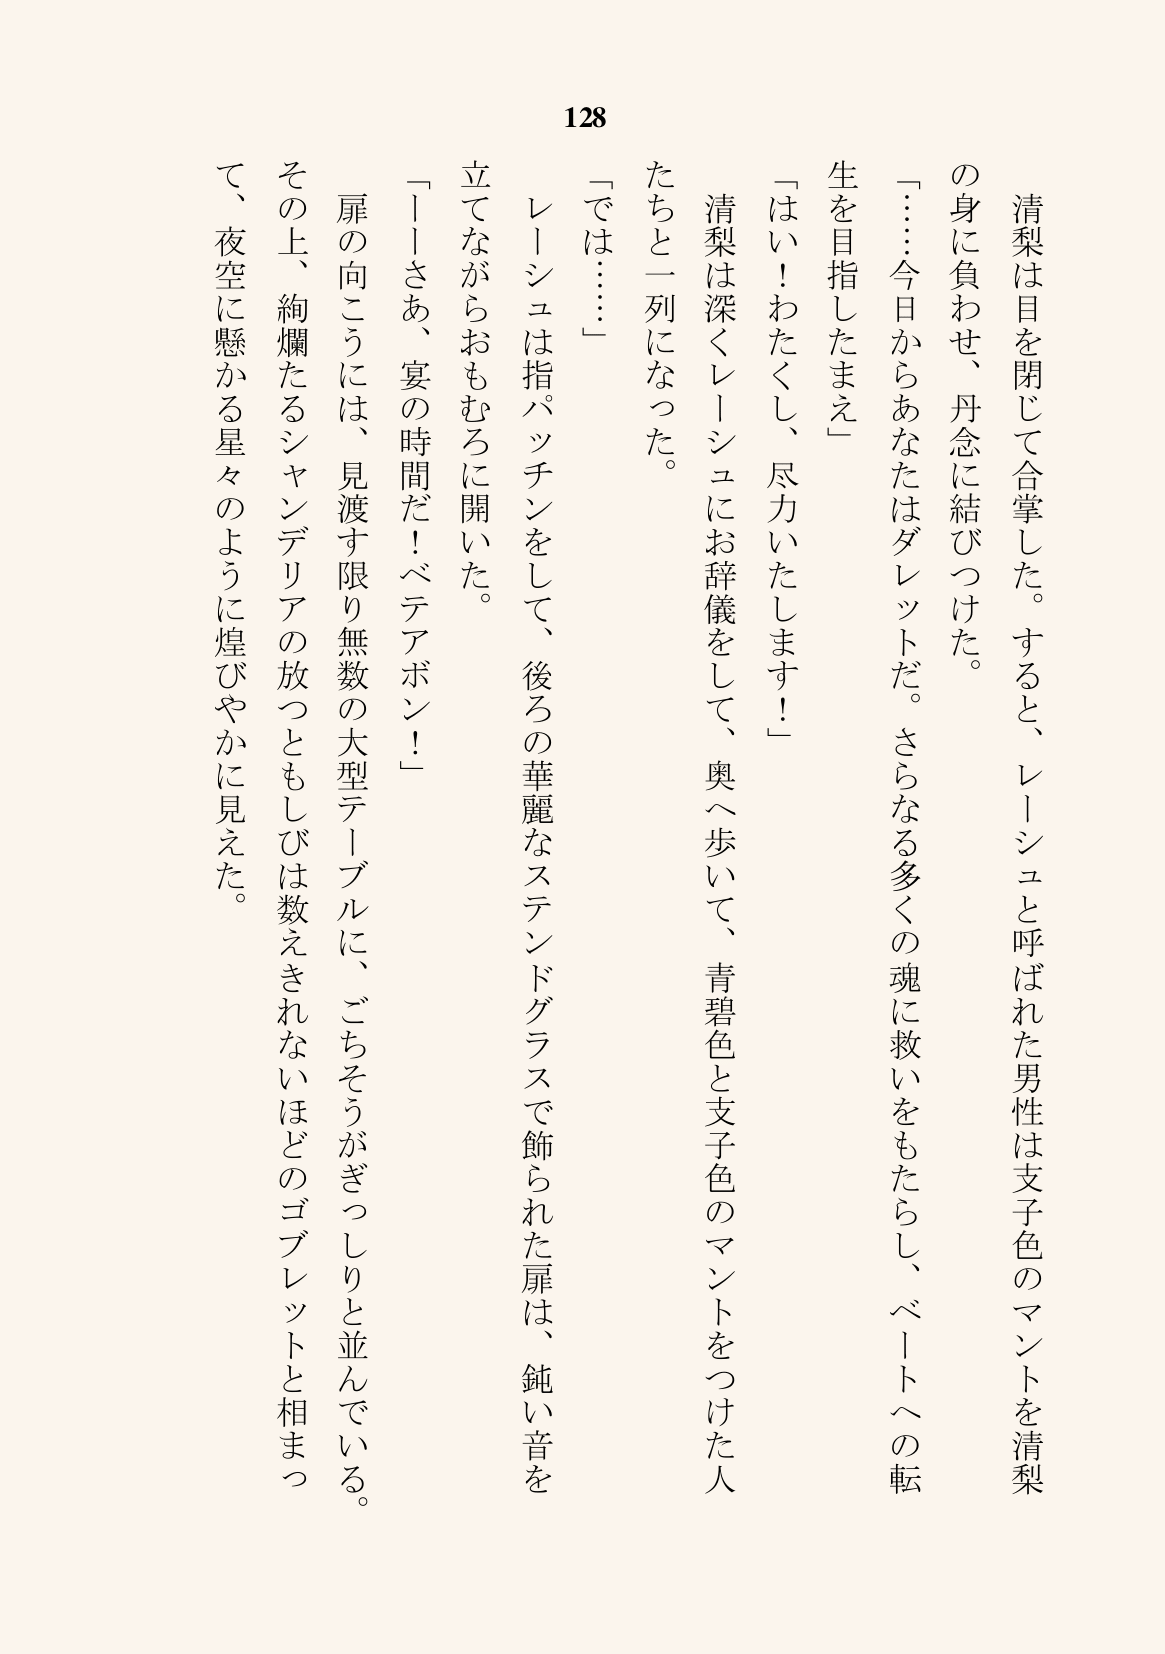 128
　清梨は目を閉じて合掌した。すると、レーシュと呼ばれた男性は支子色のマントを清梨
の身に負わせ、丹念に結びつけた。
「……今日からあなたはダレットだ。さらなる多くの魂に救いをもたらし、ベートへの転
生を目指したまえ」
「はい！わたくし、尽力いたします！」
　清梨は深くレーシュにお辞儀をして、奥へ歩いて、青碧色と支子色のマントをつけた人
たちと一列になった。
「では……」
　レーシュは指パッチンをして、後ろの華麗なステンドグラスで飾られた扉は、鈍い音を
立てながらおもむろに開いた。
「ーーさあ、宴の時間だ！ベテアボン！」
　扉の向こうには、見渡す限り無数の大型テーブルに、ごちそうがぎっしりと並んでいる。
その上、絢爛たるシャンデリアの放つともしびは数えきれないほどのゴブレットと相まっ
て、夜空に懸かる星々のように煌びやかに見えた。